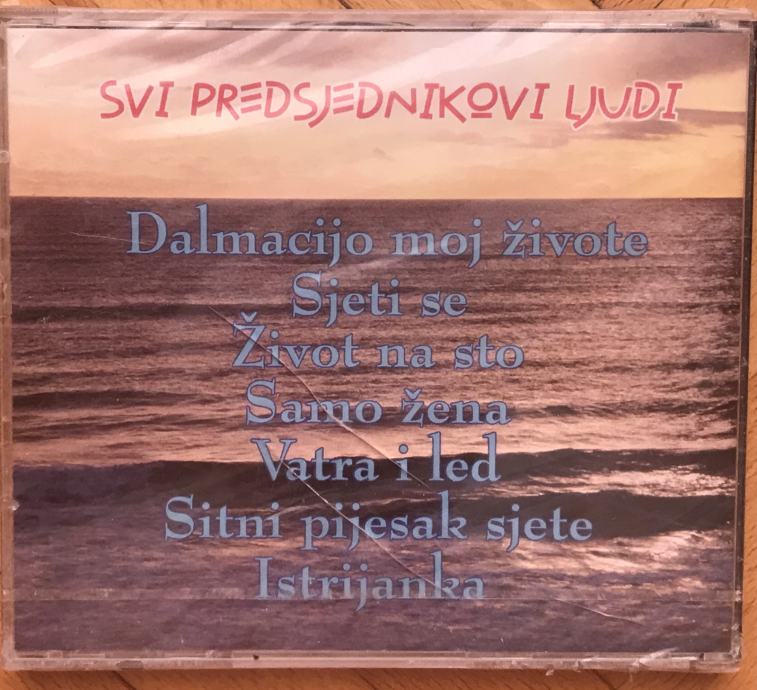 SVI PREDSJEDNIKOVI LJUDI
Dalmacijo moj živote
Sjeti se
Život na sto
Samo žena
Vatra i led
Sitni pijesak sjete
Istrijanka